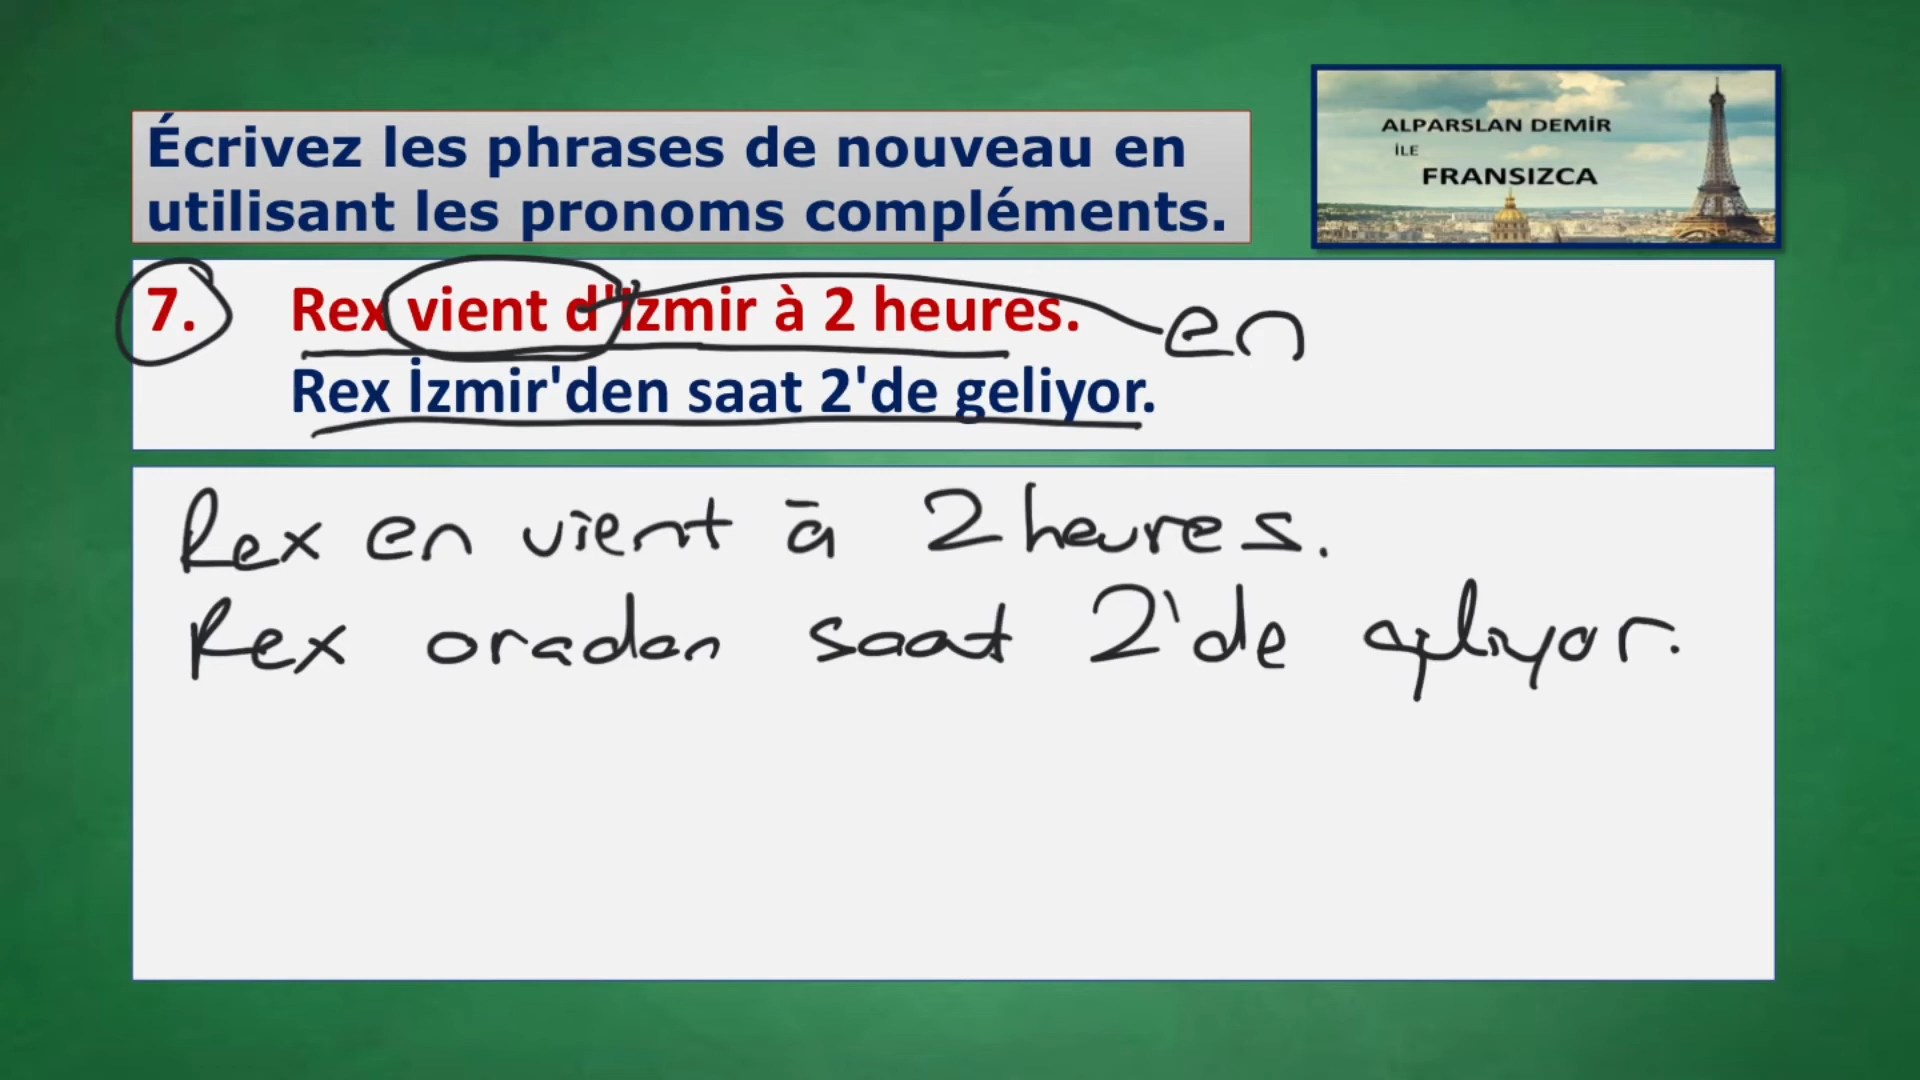 Écrivez les phrases de nouveau en
utilisant les pronoms compléments.
ALPARSLAN DEMİR
İLE
FRANSIZCA
7. Rex vient d'Izmir à 2 heures.
en
Rex İzmir'den saat 2'de geliyor.
Rex en vient à 2 heures.
Rex oradan saat 2'de geliyor.